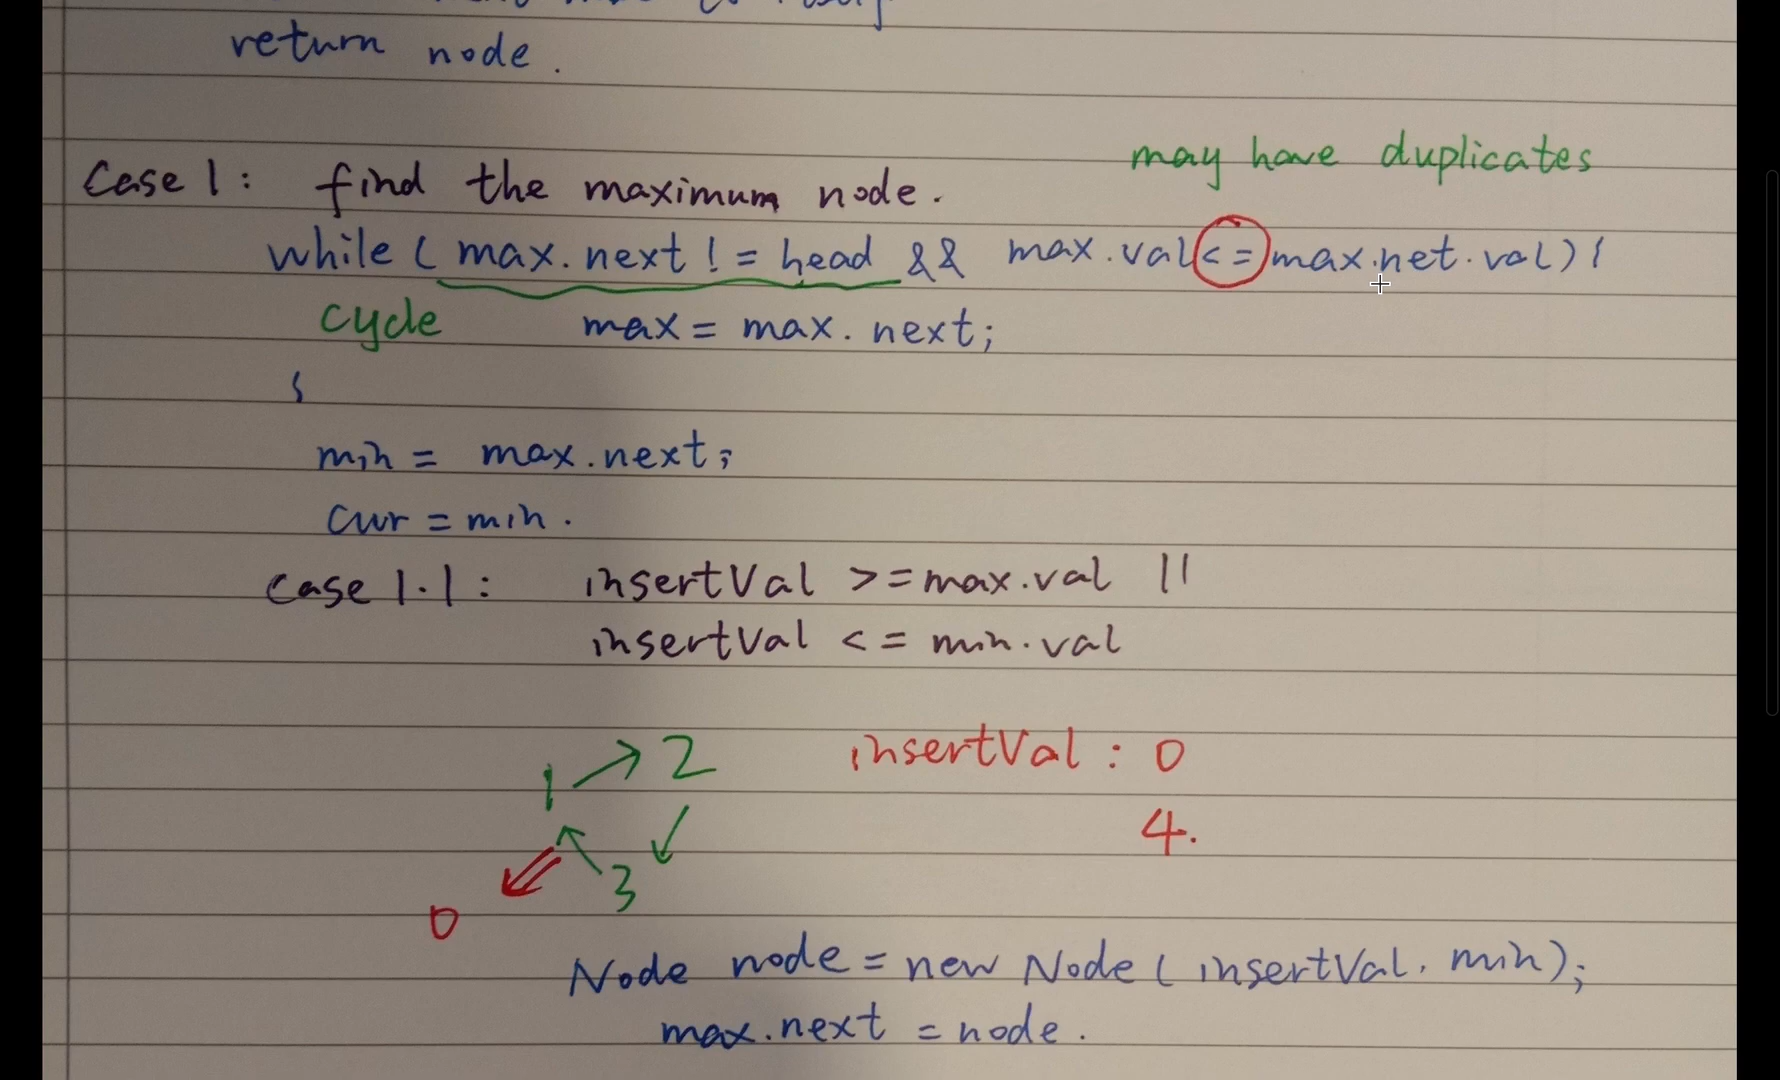 return node.
may have duplicates
Case 1: find the maximum node.
while ( max.next != head && max.val <= max.net.val) {
cycle max = max.next;
}
min = max.next;
cur = min.
Case 1.1: insertVal >= max.val ||
insertVal <= min.val
1 2 insertVal: 0
4.
3
0
Node node = new Node ( insertVal, min);
max.next = node.